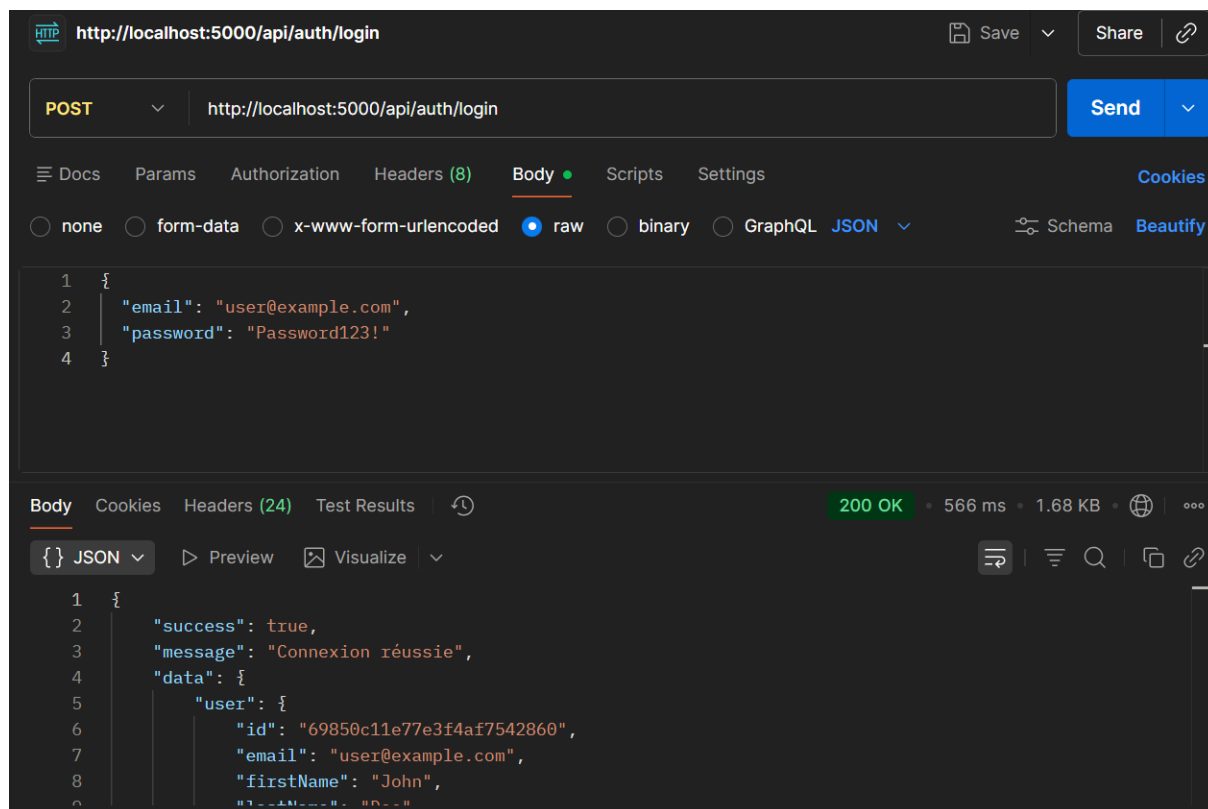 HTTP http://localhost:5000/api/auth/login Save Share
POST http://localhost:5000/api/auth/login Send
Docs Params Authorization Headers (8) Body Scripts Settings Cookies
none form-data x-www-form-urlencoded raw binary GraphQL JSON Schema Beautify
1 {
2 "email": "user@example.com",
3 "password": "Password123!"
4 }
Body Cookies Headers (24) Test Results 200 OK • 566 ms • 1.68 KB •
{} JSON Preview Visualize
1 {
2 "success": true,
3 "message": "Connexion réussie",
4 "data": {
5 "user": {
6 "id": "69850c11e77e3f4af7542860",
7 "email": "user@example.com",
8 "firstName": "John",